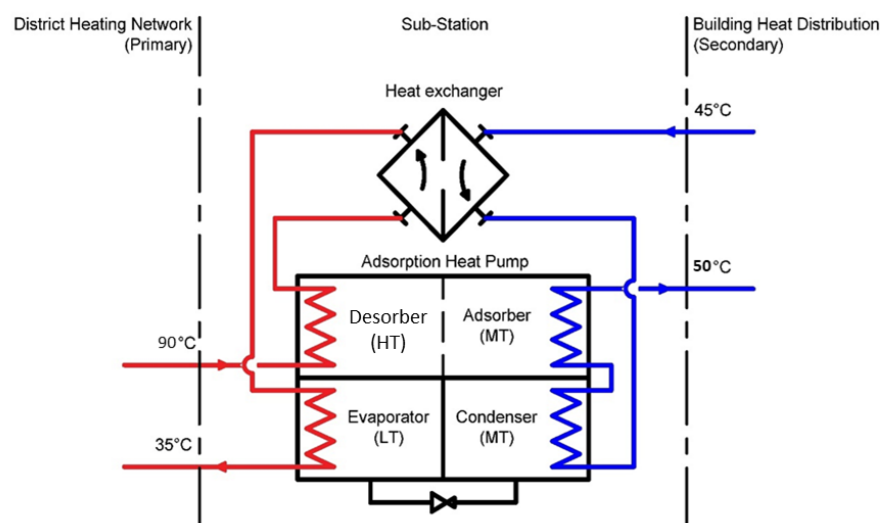 District Heating Network
(Primary)
Sub-Station
Building Heat Distribution
(Secondary)
Heat exchanger
45°C
Adsorption Heat Pump
50°C
Desorber
(HT)
Adsorber
(MT)
90°C
Evaporator
(LT)
Condenser
(MT)
35°C